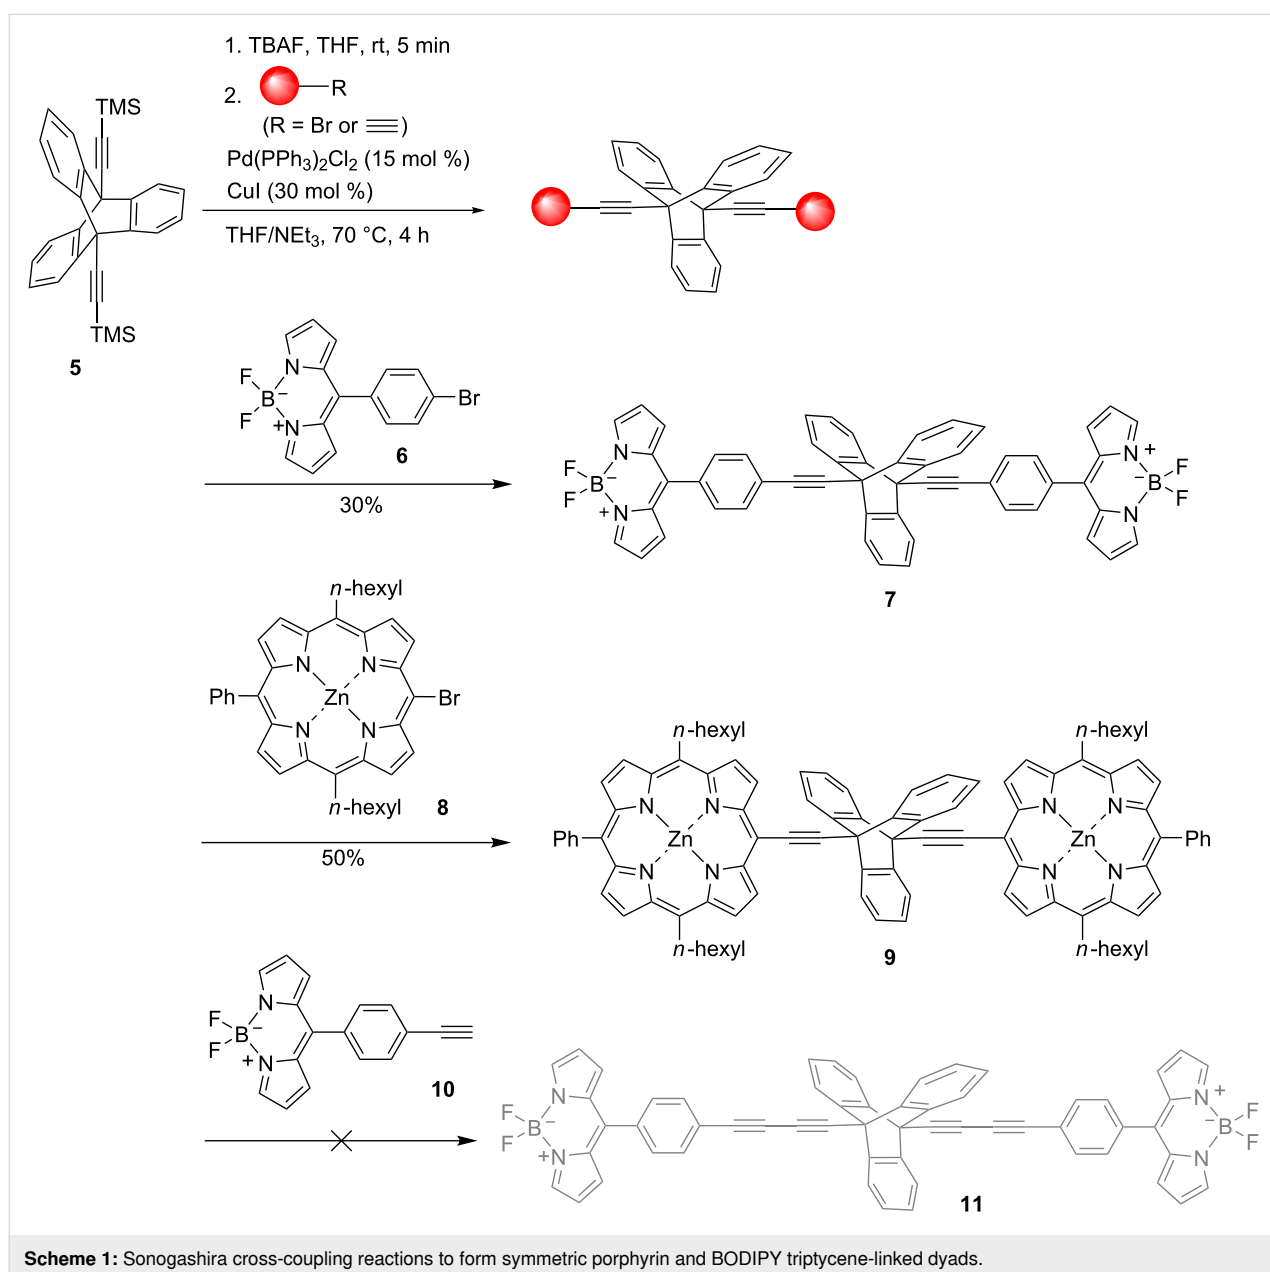 1. TBAF, THF, rt, 5 min
2. R
(R = Br or ≡)
Pd(PPh3)2Cl2 (15 mol %)
CuI (30 mol %)
THF/NEt3, 70 °C, 4 h
TMS
TMS
5
F
F
B−
N
N
+
Br
6
30%
F
F
B−
N
N
+
N
+
N
−B
F
F
7
n-hexyl
N
N
Ph
Zn
Br
N
N
n-hexyl
8
50%
n-hexyl
n-hexyl
N
N
N
N
Ph
Zn
Zn
Ph
N
N
N
N
n-hexyl
n-hexyl
9
F
F
B−
N
N
+
10
F
F
B−
N
N
+
N
+
N
−B
F
F
11
Scheme 1: Sonogashira cross-coupling reactions to form symmetric porphyrin and BODIPY triptycene-linked dyads.